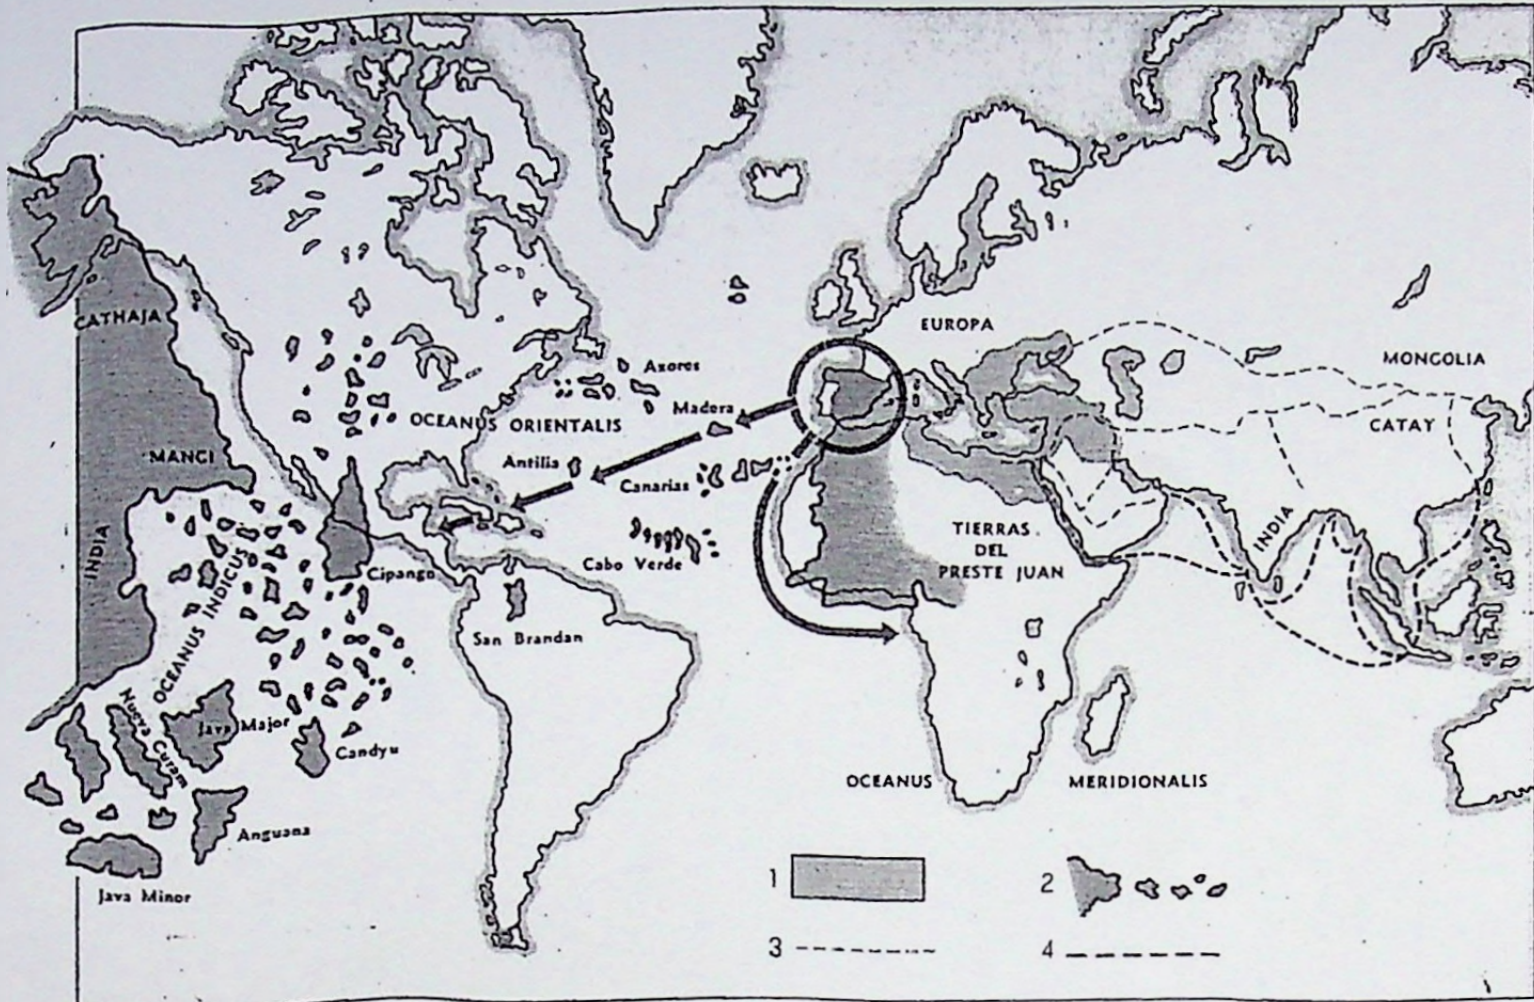 CATHAJA
MANCI
INDIA
OCEANUS INDICUS
Nueva Curam
Java Major
Candyu
Anguana
Java Minor
Cipango
San Brandan
OCEANUS ORIENTALIS
Azores
Madera
Antilia
Canarias
Cabo Verde
EUROPA
MONGOLIA
CATAY
INDIA
TIERRAS
DEL
PRESTE JUAN
OCEANUS MERIDIONALIS
1
2
3
4